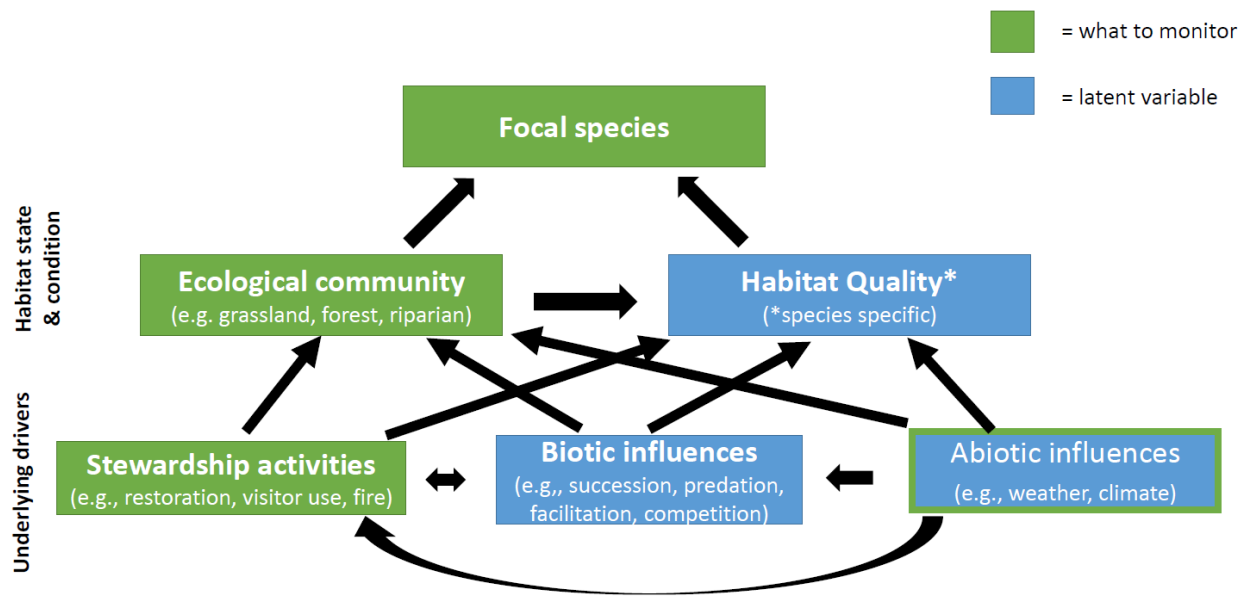 = what to monitor
= latent variable
Focal species
Habitat state
& condition
Ecological community
(e.g. grassland, forest, riparian)
Habitat Quality*
(*species specific)
Underlying drivers
Stewardship activities
(e.g., restoration, visitor use, fire)
Biotic influences
(e.g,, succession, predation,
facilitation, competition)
Abiotic influences
(e.g., weather, climate)